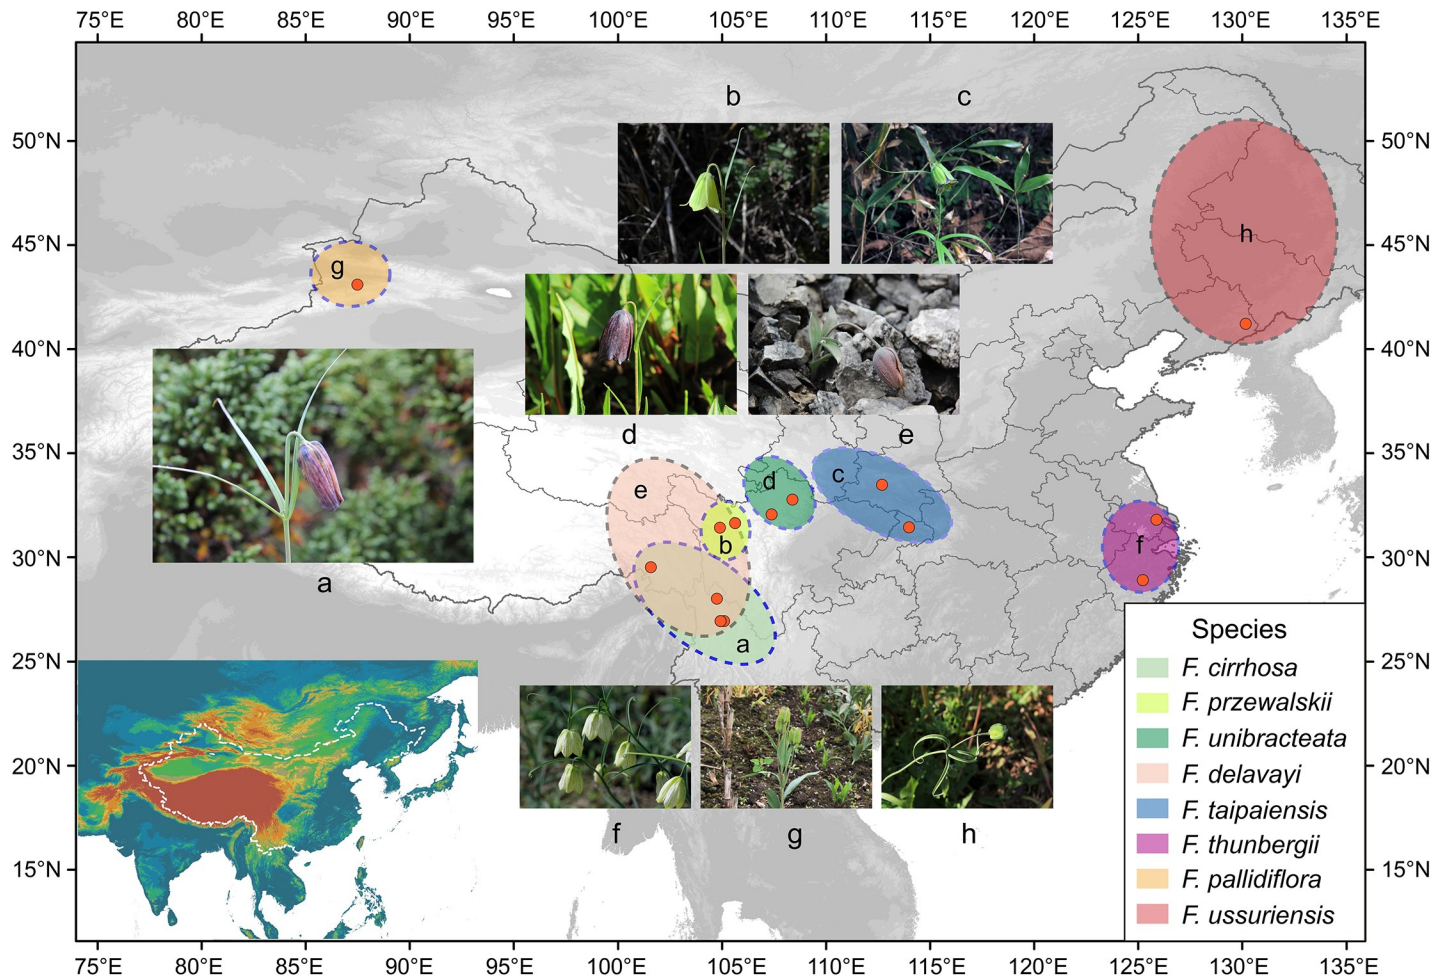 75°E 80°E 85°E 90°E 95°E 100°E 105°E 110°E 115°E 120°E 125°E 130°E 135°E
b c
50°N 50°N
h
45°N 45°N
g
40°N 40°N
d e
35°N 35°N
e d c
b f
30°N 30°N
a
a
Species
25°N F. cirrhosa 25°N
F. przewalskii
F. unibracteata
20°N F. delavayi 20°N
F. taipaiensis
f g h F. thunbergii
15°N F. pallidiflora 15°N
F. ussuriensis
75°E 80°E 85°E 90°E 95°E 100°E 105°E 110°E 115°E 120°E 125°E 130°E 135°E